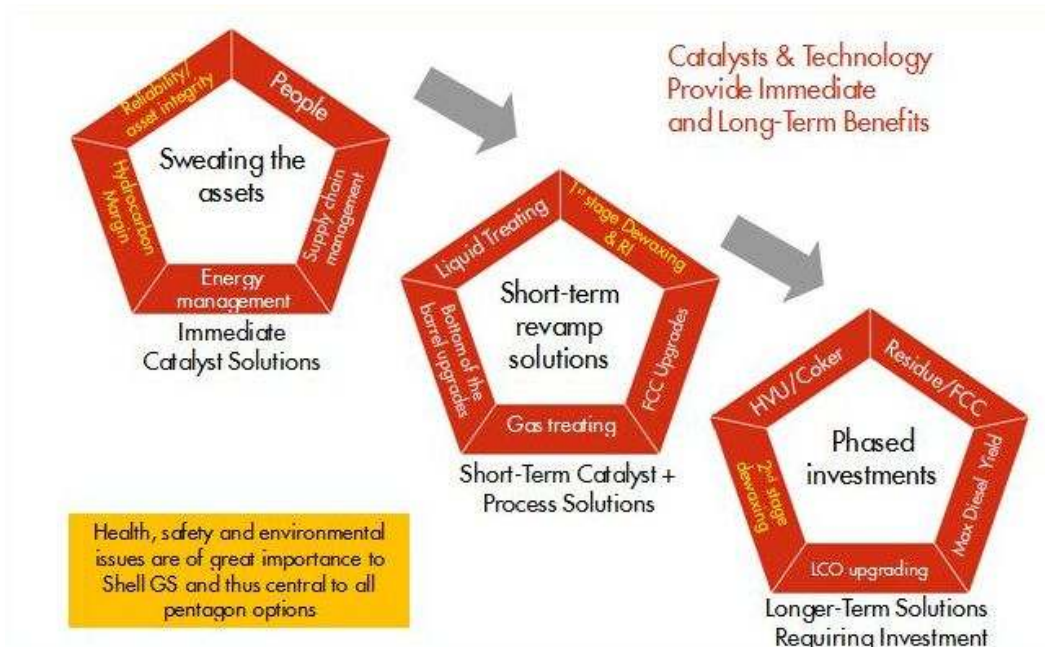 Catalysts & Technology
Provide Immediate
and Long-Term Benefits
Reliability/
asset integrity
People
Hydrocarbon
Margin
Sweating the
assets
Supply chain
management
Energy
management
Immediate
Catalyst Solutions
Liquid Treating
1st stage Dewaxing
& RI
Bottom of the
barrel upgrades
Short-term
revamp
solutions
FCC Upgrades
Gas treating
Short-Term Catalyst +
Process Solutions
HVU/Coker
Residue/FCC
2nd stage
dewaxing
Phased
investments
Max Diesel Yield
LCO upgrading
Longer-Term Solutions
Requiring Investment
Health, safety and environmental
issues are of great importance to
Shell GS and thus central to all
pentagon options